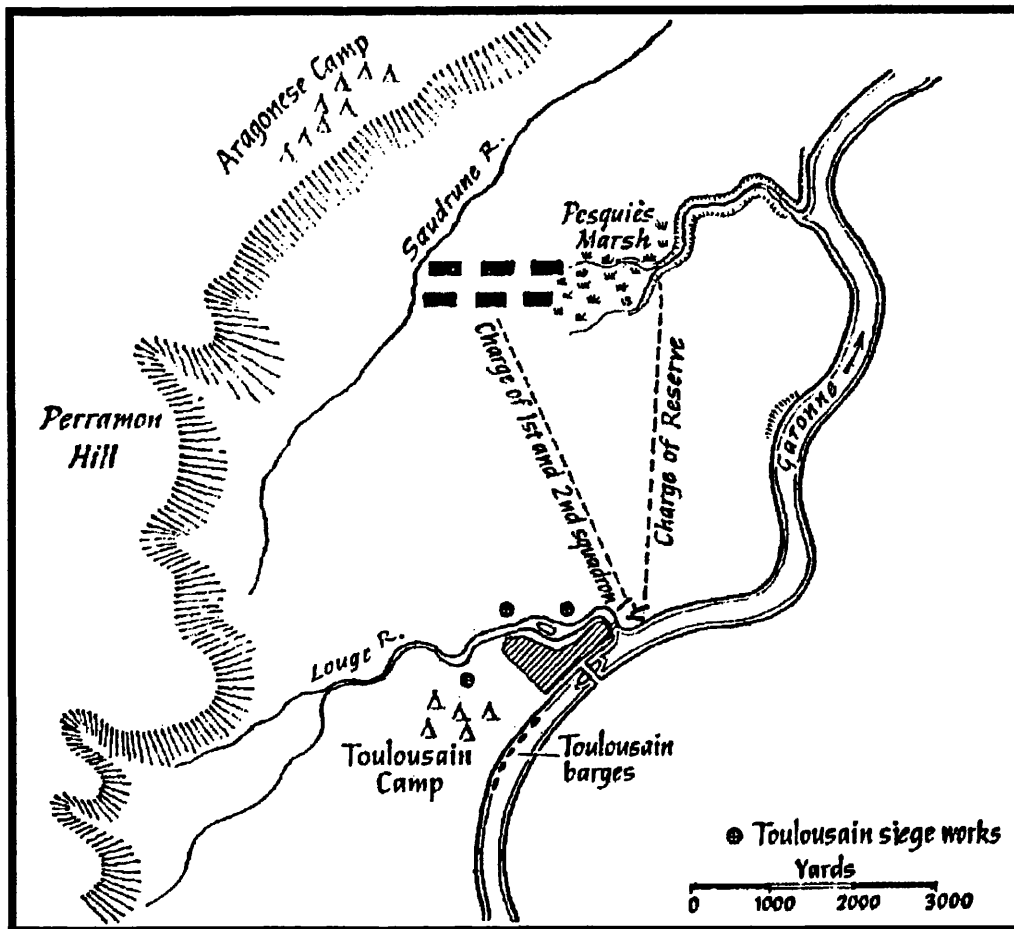 Aragonese Camp
Saudrune R.
Pesquiès
Marsh
Perramon
Hill
Charge of 1st and 2nd squadron
Charge of Reserve
Garonne
Louge R.
Toulousain
Camp
Toulousain
barges
Toulousain siege works
Yards
0 1000 2000 3000